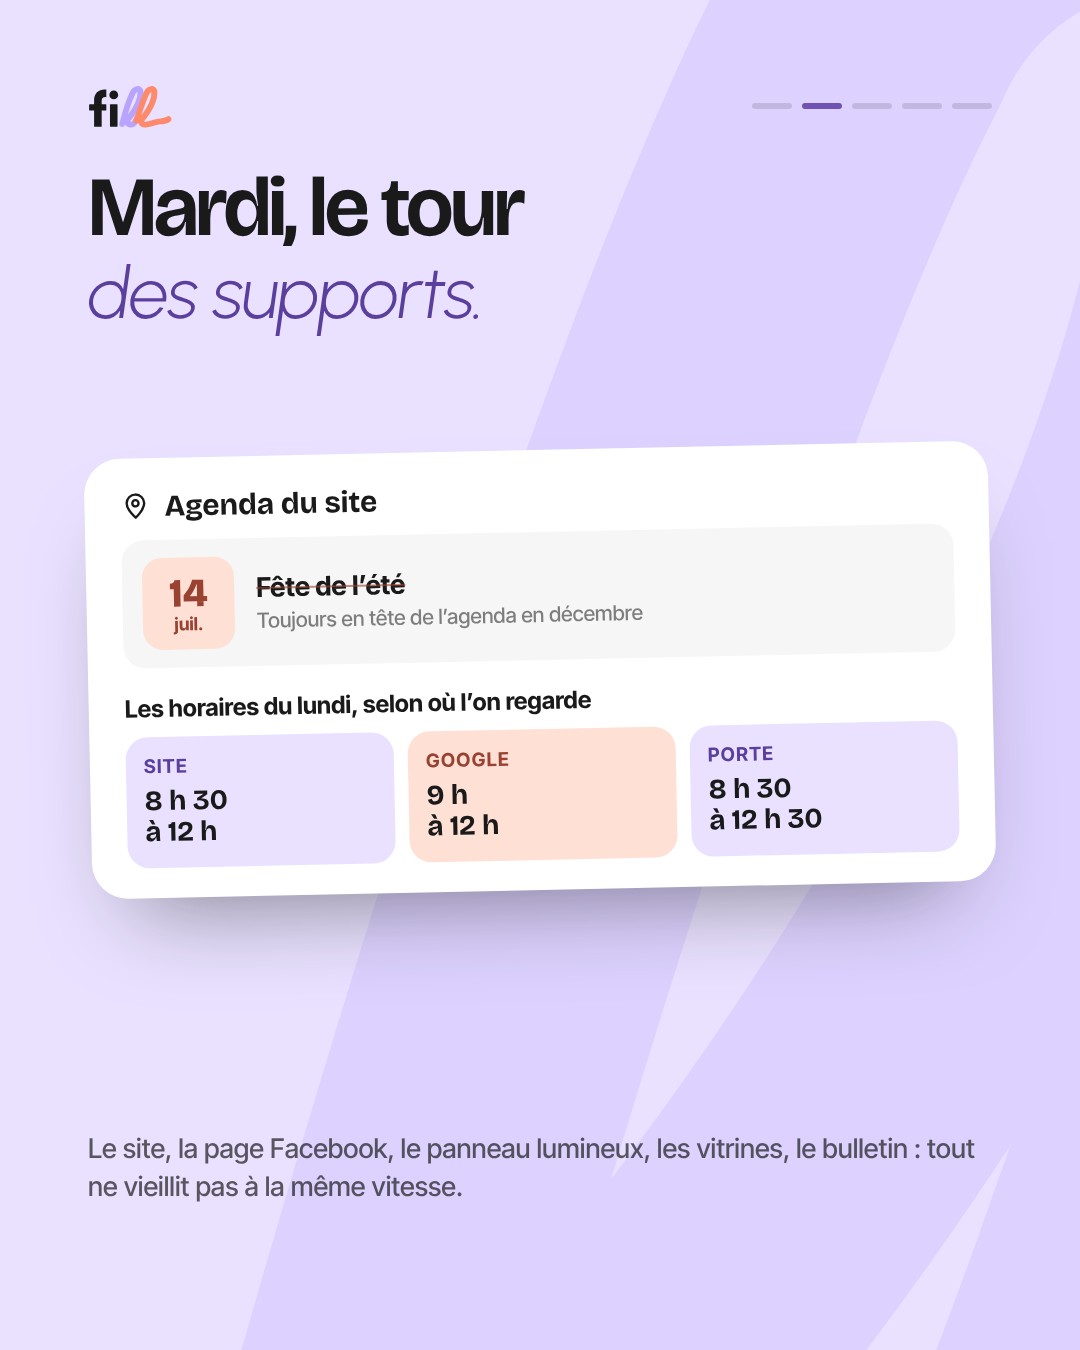 fill
Mardi, le tour
des supports.
Agenda du site
14
juil.
Fête de l’été
Toujours en tête de l’agenda en décembre
Les horaires du lundi, selon où l’on regarde
SITE
8 h 30
à 12 h
GOOGLE
9 h
à 12 h
PORTE
8 h 30
à 12 h 30
Le site, la page Facebook, le panneau lumineux, les vitrines, le bulletin : tout
ne vieillit pas à la même vitesse.